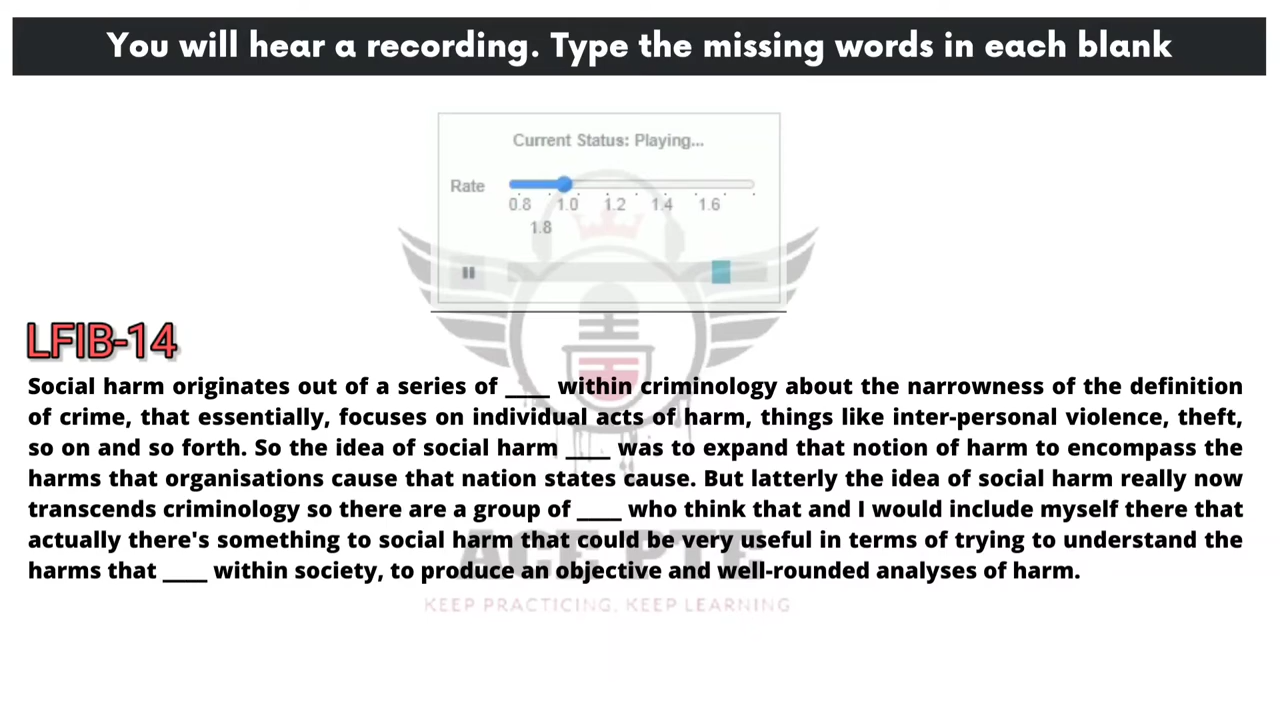 You will hear a recording. Type the missing words in each blank
Current Status: Playing...
Rate
0.8 1.0 1.2 1.4 1.6
1.8
LFIB-14
Social harm originates out of a series of ____ within criminology about the narrowness of the definition
of crime, that essentially, focuses on individual acts of harm, things like inter-personal violence, theft,
so on and so forth. So the idea of social harm ____ was to expand that notion of harm to encompass the
harms that organisations cause that nation states cause. But latterly the idea of social harm really now
transcends criminology so there are a group of ____ who think that and I would include myself there that
actually there's something to social harm that could be very useful in terms of trying to understand the
harms that ____ within society, to produce an objective and well-rounded analyses of harm.
ACE PTE
KEEP PRACTICING, KEEP LEARNING